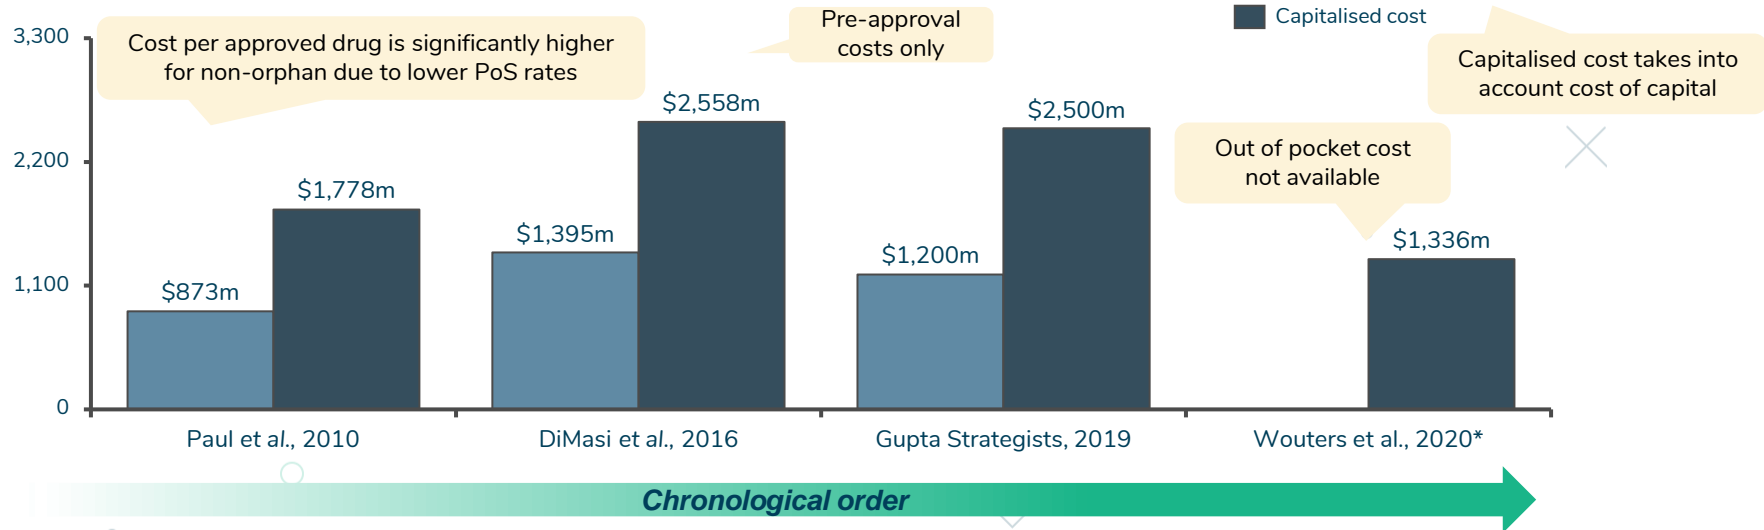 Capitalised cost
Cost per approved drug is significantly higher
for non-orphan due to lower PoS rates
Pre-approval
costs only
Capitalised cost takes into
account cost of capital
Out of pocket cost
not available
3,300
2,200
1,100
0
$873m
$1,778m
$1,395m
$2,558m
$1,200m
$2,500m
$1,336m
Paul et al., 2010
DiMasi et al., 2016
Gupta Strategists, 2019
Wouters et al., 2020*
Chronological order